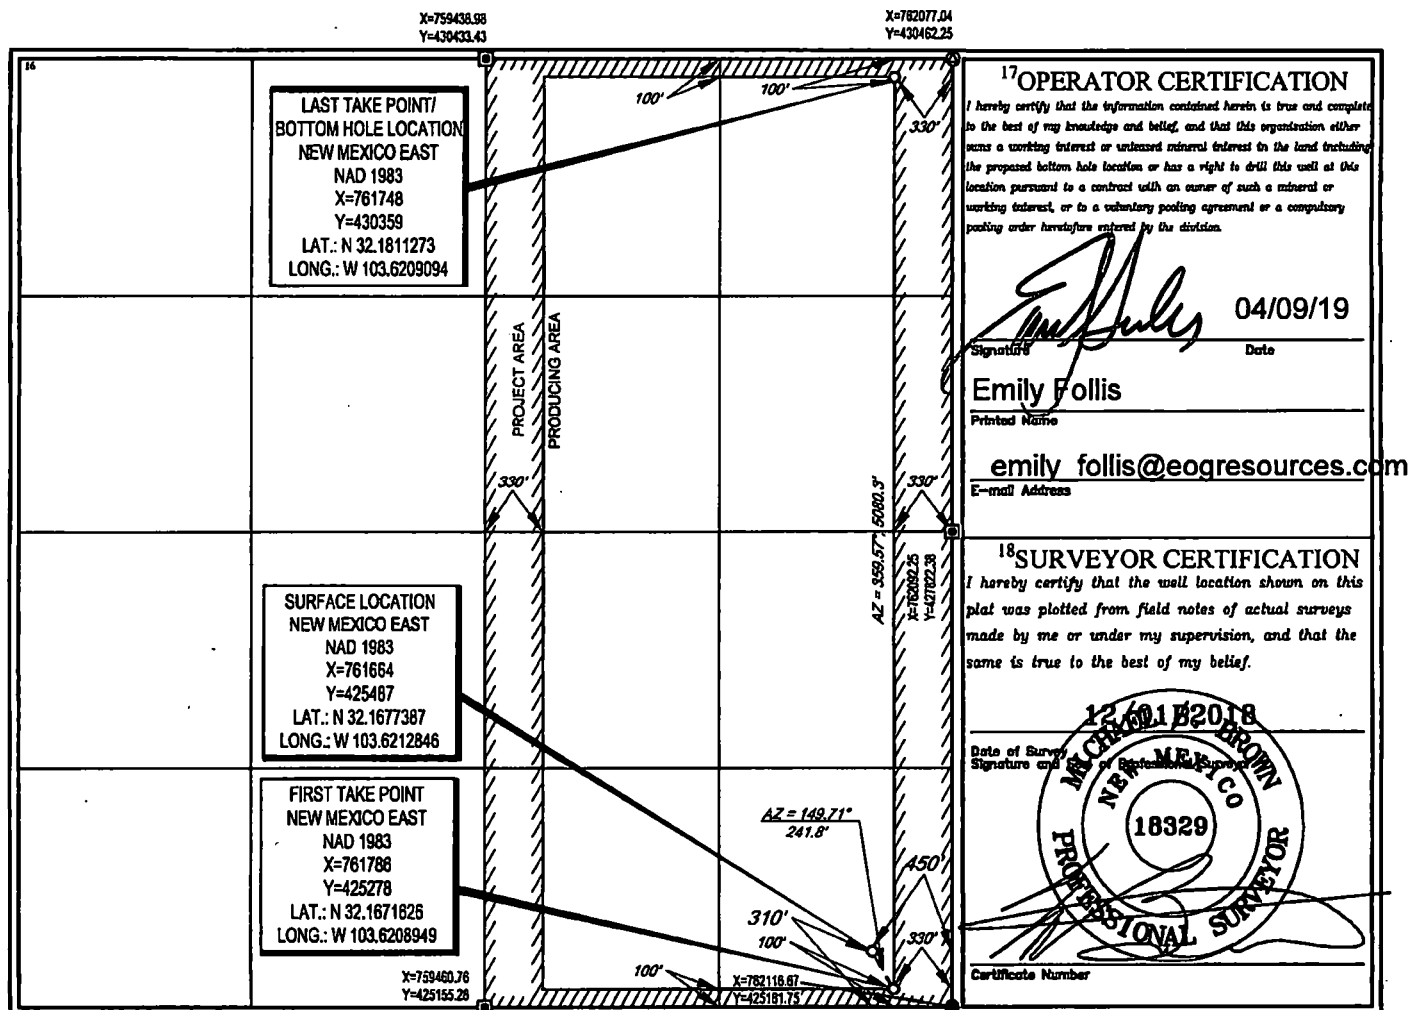 X=759438.98
Y=430433.43
X=762077.04
Y=430462.25
16
LAST TAKE POINT/
BOTTOM HOLE LOCATION
NEW MEXICO EAST
NAD 1983
X=761748
Y=430359
LAT.: N 32.1811273
LONG.: W 103.6209094
100'
100'
330'
PROJECT AREA
PRODUCING AREA
330'
330'
AZ = 359.57° 5080.3'
X=762092.25
Y=427822.38
SURFACE LOCATION
NEW MEXICO EAST
NAD 1983
X=761664
Y=425487
LAT.: N 32.1677387
LONG.: W 103.6212846
FIRST TAKE POINT
NEW MEXICO EAST
NAD 1983
X=761786
Y=425278
LAT.: N 32.1671626
LONG.: W 103.6208949
AZ = 149.71°
241.8'
450'
310'
100'
330'
100'
X=759460.76
Y=425155.26
X=762116.67
Y=425181.75
17 OPERATOR CERTIFICATION
I hereby certify that the information contained herein is true and complete
to the best of my knowledge and belief, and that this organization either
owns a working interest or unleased mineral interest in the land including
the proposed bottom hole location or has a right to drill this well at this
location pursuant to a contract with an owner of such a mineral or
working interest, or to a voluntary pooling agreement or a compulsory
pooling order heretofore entered by the division.
04/09/19
Signature
Date
Emily Follis
Printed Name
emily_follis@eogresources.com
E-mail Address
18 SURVEYOR CERTIFICATION
I hereby certify that the well location shown on this
plat was plotted from field notes of actual surveys
made by me or under my supervision, and that the
same is true to the best of my belief.
Date of Survey
Signature and Seal of Professional Surveyor
MICHAEL BROWN
NEW MEXICO
18329
PROFESSIONAL SURVEYOR
Certificate Number